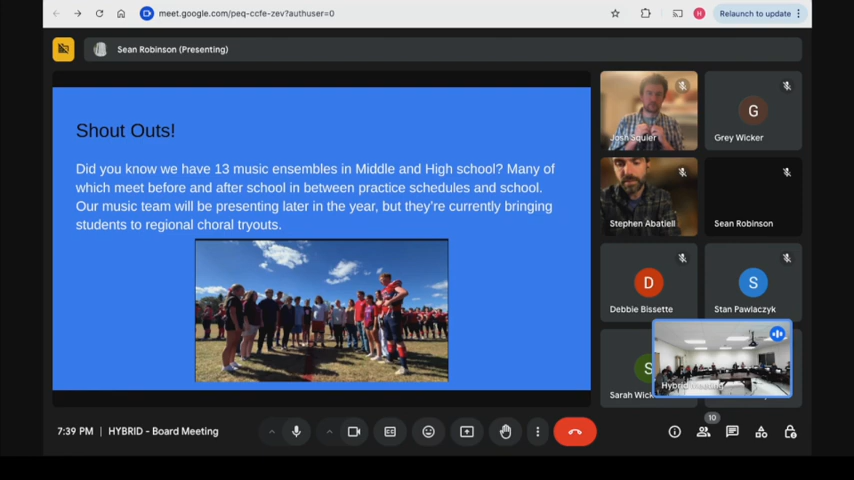 meet.google.com/peq-ccfe-zev?authuser=0
H
Relaunch to update
Sean Robinson (Presenting)
Shout Outs!
Did you know we have 13 music ensembles in Middle and High school? Many of
which meet before and after school in between practice schedules and school.
Our music team will be presenting later in the year, but they're currently bringing
students to regional choral tryouts.
Josh Squier
G
Grey Wicker
Stephen Abatiell
Sean Robinson
D
Debbie Bissette
S
Stan Pawlaczyk
S
Sarah Wick
Hybrid Meeting
7:39 PM | HYBRID - Board Meeting
10